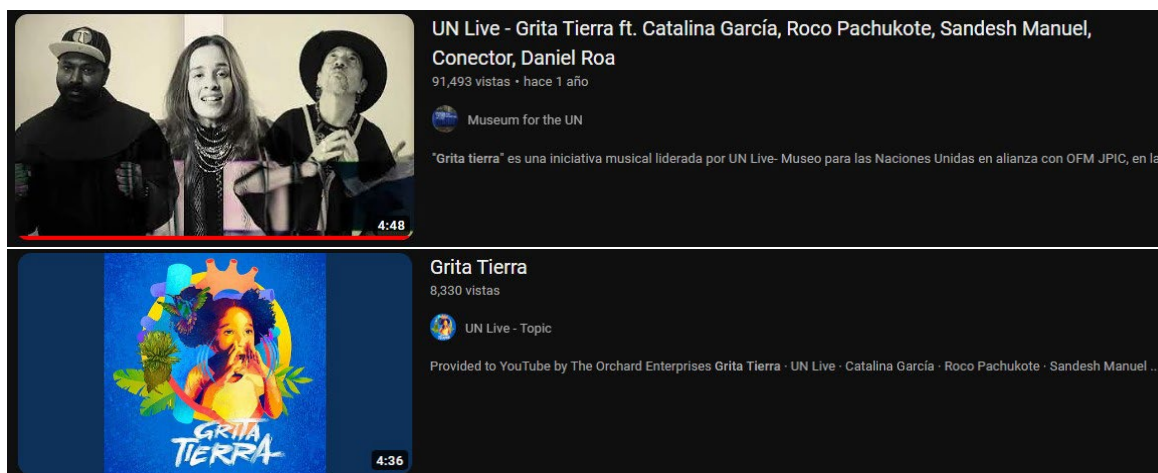 UN Live - Grita Tierra ft. Catalina García, Roco Pachukote, Sandesh Manuel,
Conector, Daniel Roa
91,493 vistas • hace 1 año
Museum for the UN
"Grita tierra" es una iniciativa musical liderada por UN Live- Museo para las Naciones Unidas en alianza con OFM JPIC, en la
4:48
Grita Tierra
8,330 vistas
UN Live - Topic
Provided to YouTube by The Orchard Enterprises Grita Tierra · UN Live · Catalina García · Roco Pachukote · Sandesh Manuel ...
GRITA
TIERRA
4:36